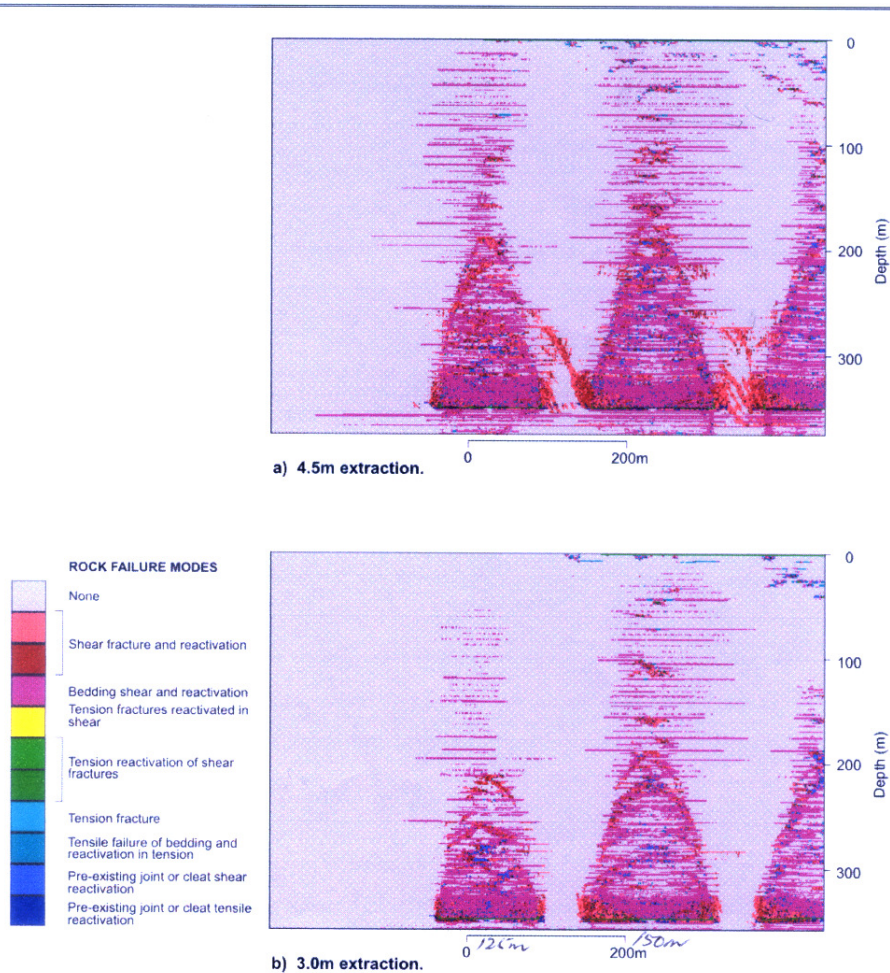 0
100
200
300
Depth (m)
0
200m
a) 4.5m extraction.
ROCK FAILURE MODES
None
Shear fracture and reactivation
Bedding shear and reactivation
Tension fractures reactivated in
shear
Tension reactivation of shear
fractures
Tension fracture
Tensile failure of bedding and
reactivation in tension
Pre-existing joint or cleat shear
reactivation
Pre-existing joint or cleat tensile
reactivation
0
100
200
300
Depth (m)
0
125m
200m
150m
b) 3.0m extraction.